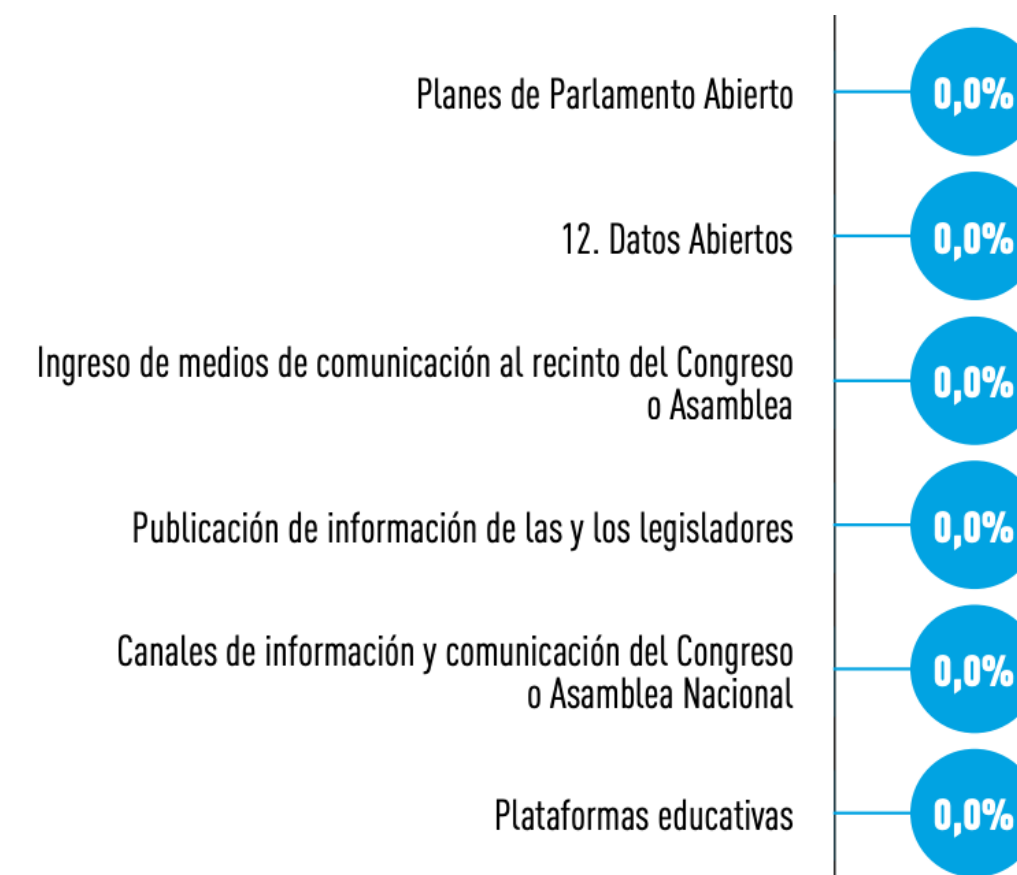 Planes de Parlamento Abierto 0,0%
12. Datos Abiertos 0,0%
Ingreso de medios de comunicación al recinto del Congreso
o Asamblea 0,0%
Publicación de información de las y los legisladores 0,0%
Canales de información y comunicación del Congreso
o Asamblea Nacional 0,0%
Plataformas educativas 0,0%